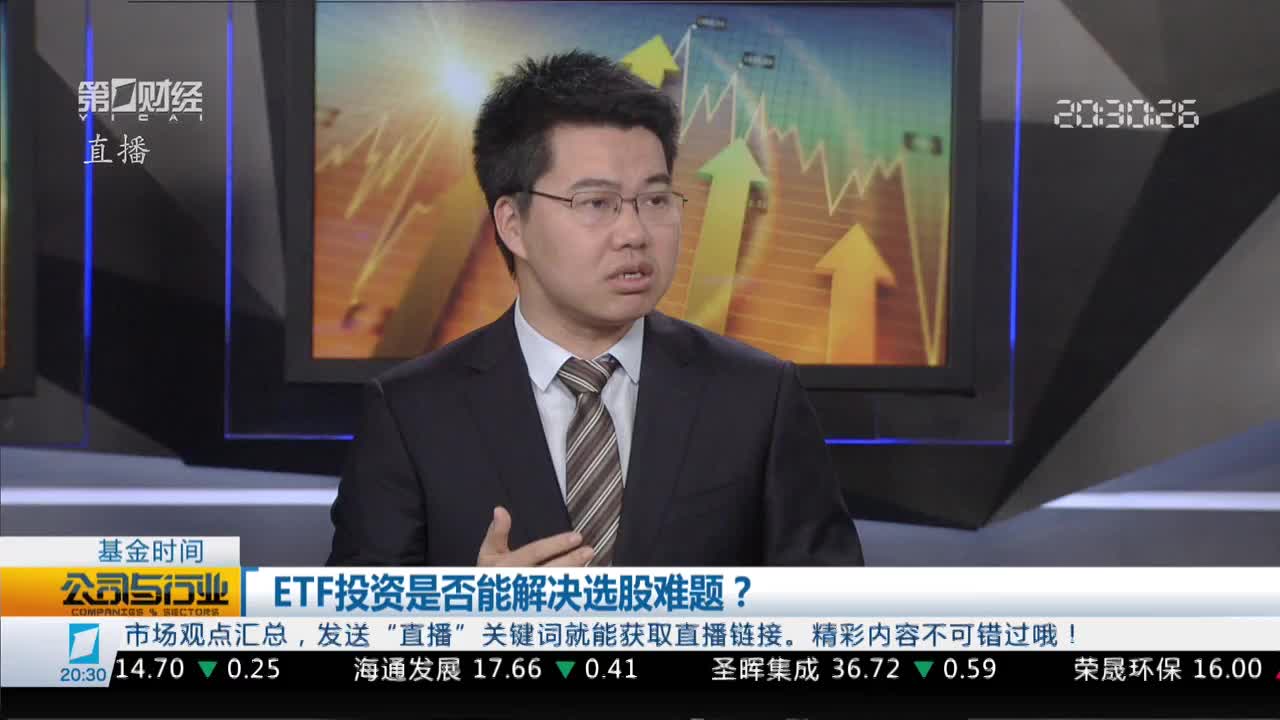 第一财经
YICAI
直播
20:30:26
基金时间
公司与行业
COMPANIES & SECTORS
ETF投资是否能解决选股难题？
市场观点汇总，发送“直播”关键词就能获取直播链接。精彩内容不可错过哦！
20:30
14.70 ▼ 0.25 海通发展 17.66 ▼ 0.41 圣晖集成 36.72 ▼ 0.59 荣晟环保 16.00